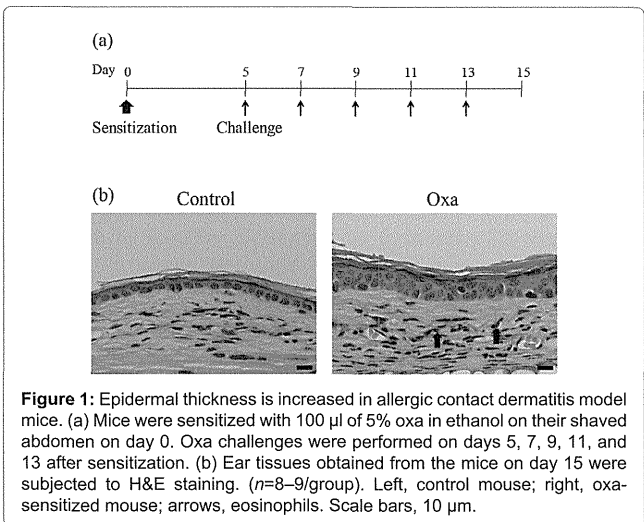 (a)
Day 0 5 7 9 11 13 15
Sensitization Challenge
(b) Control Oxa
Figure 1: Epidermal thickness is increased in allergic contact dermatitis model
mice. (a) Mice were sensitized with 100 µl of 5% oxa in ethanol on their shaved
abdomen on day 0. Oxa challenges were performed on days 5, 7, 9, 11, and
13 after sensitization. (b) Ear tissues obtained from the mice on day 15 were
subjected to H&E staining. (n=8–9/group). Left, control mouse; right, oxa-
sensitized mouse; arrows, eosinophils. Scale bars, 10 µm.